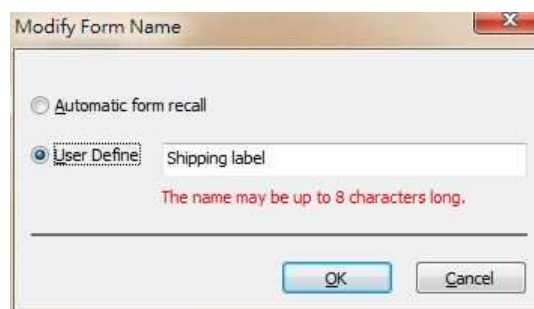 Modify Form Name
Automatic form recall
User Define Shipping label
The name may be up to 8 characters long.
OK Cancel